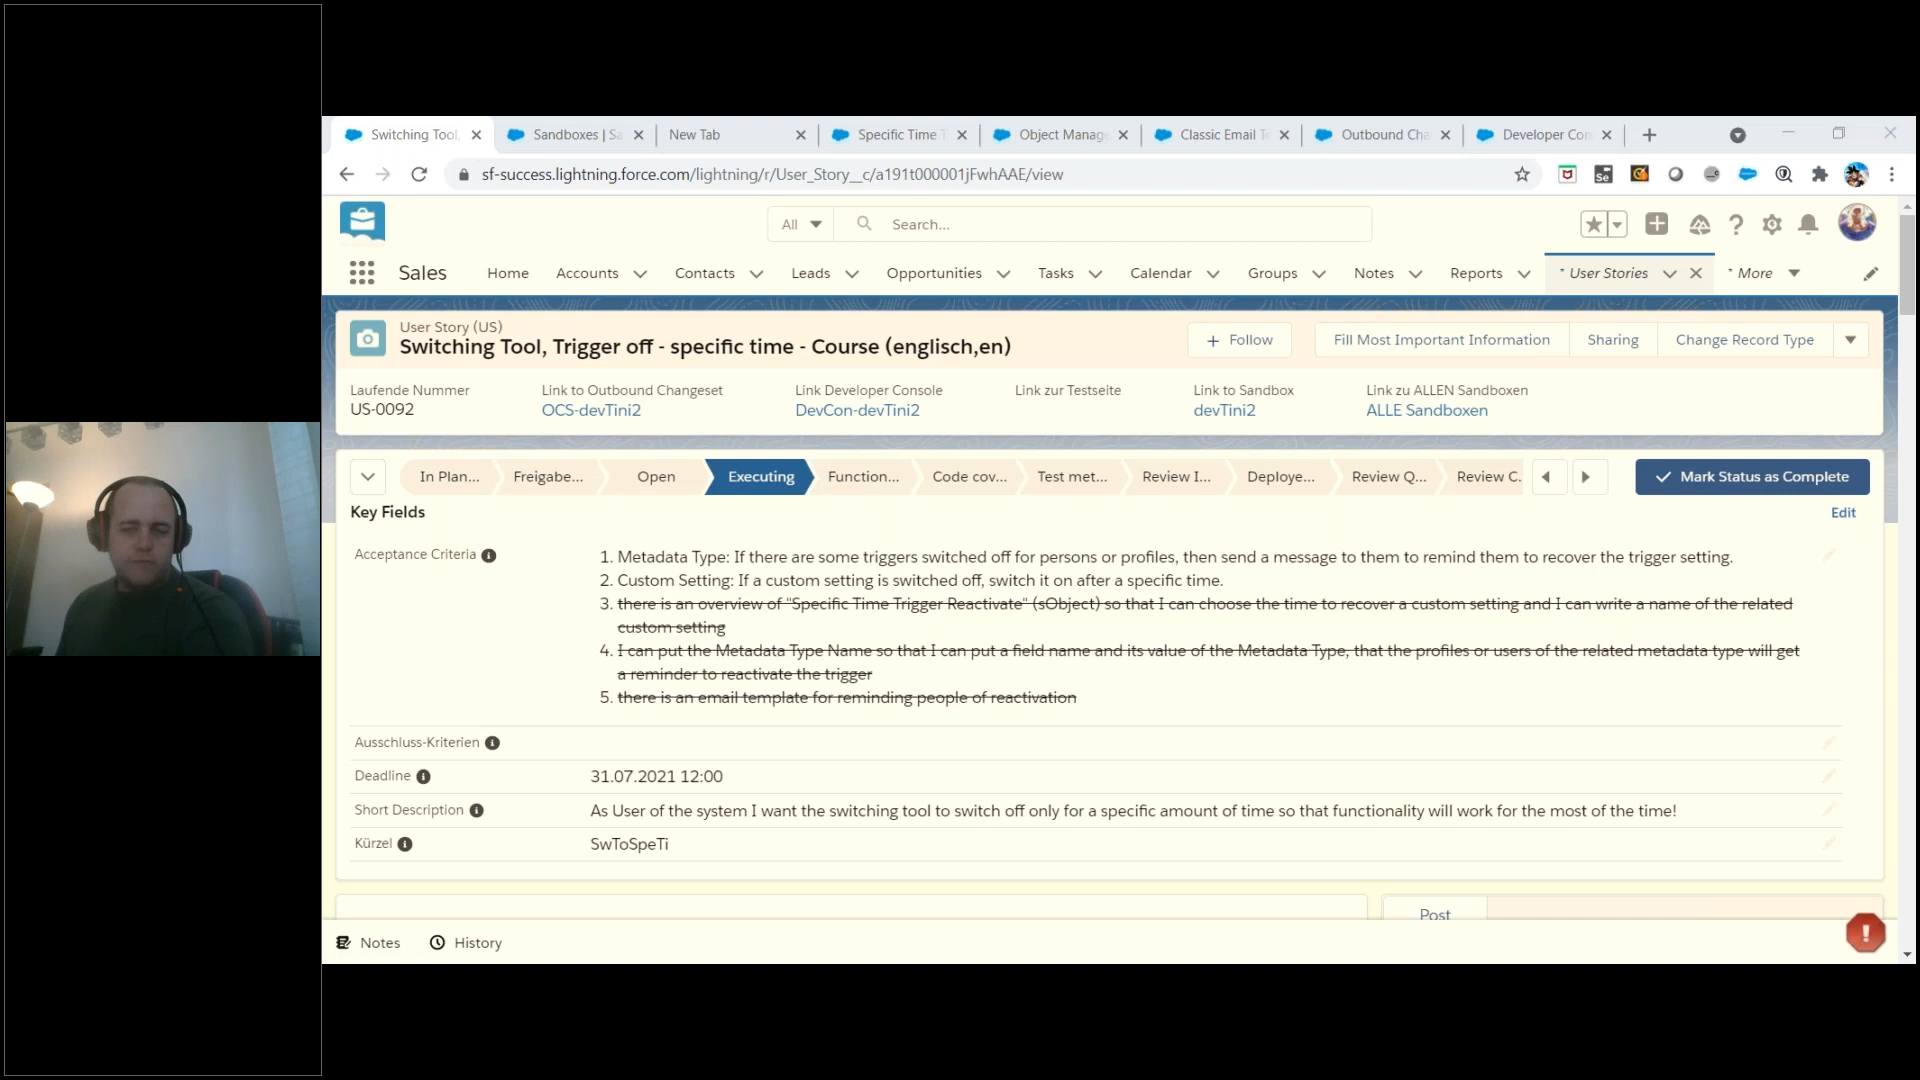 Switching Tool,
Sandboxes | Sa
New Tab
Specific Time T
Object Manag
Classic Email Te
Outbound Cha
Developer Con
sf-success.lightning.force.com/lightning/r/User_Story__c/a191t000001jFwhAAE/view
All
Search...
Sales
Home
Accounts
Contacts
Leads
Opportunities
Tasks
Calendar
Groups
Notes
Reports
* User Stories
* More
User Story (US)
Switching Tool, Trigger off - specific time - Course (englisch,en)
+ Follow
Fill Most Important Information
Sharing
Change Record Type
Laufende Nummer
Link to Outbound Changeset
Link Developer Console
Link zur Testseite
Link to Sandbox
Link zu ALLEN Sandboxen
US-0092
OCS-devTini2
DevCon-devTini2
devTini2
ALLE Sandboxen
In Plan...
Freigabe...
Open
Executing
Function...
Code cov...
Test met...
Review I...
Deploye...
Review Q...
Review C.
Mark Status as Complete
Key Fields
Edit
Acceptance Criteria
1. Metadata Type: If there are some triggers switched off for persons or profiles, then send a message to them to remind them to recover the trigger setting.
2. Custom Setting: If a custom setting is switched off, switch it on after a specific time.
3. there is an overview of "Specific Time Trigger Reactivate" (sObject) so that I can choose the time to recover a custom setting and I can write a name of the related
custom setting
4. I can put the Metadata Type Name so that I can put a field name and its value of the Metadata Type, that the profiles or users of the related metadata type will get
a reminder to reactivate the trigger
5. there is an email template for reminding people of reactivation
Ausschluss-Kriterien
Deadline
31.07.2021 12:00
Short Description
As User of the system I want the switching tool to switch off only for a specific amount of time so that functionality will work for the most of the time!
Kürzel
SwToSpeTi
Post
Notes
History